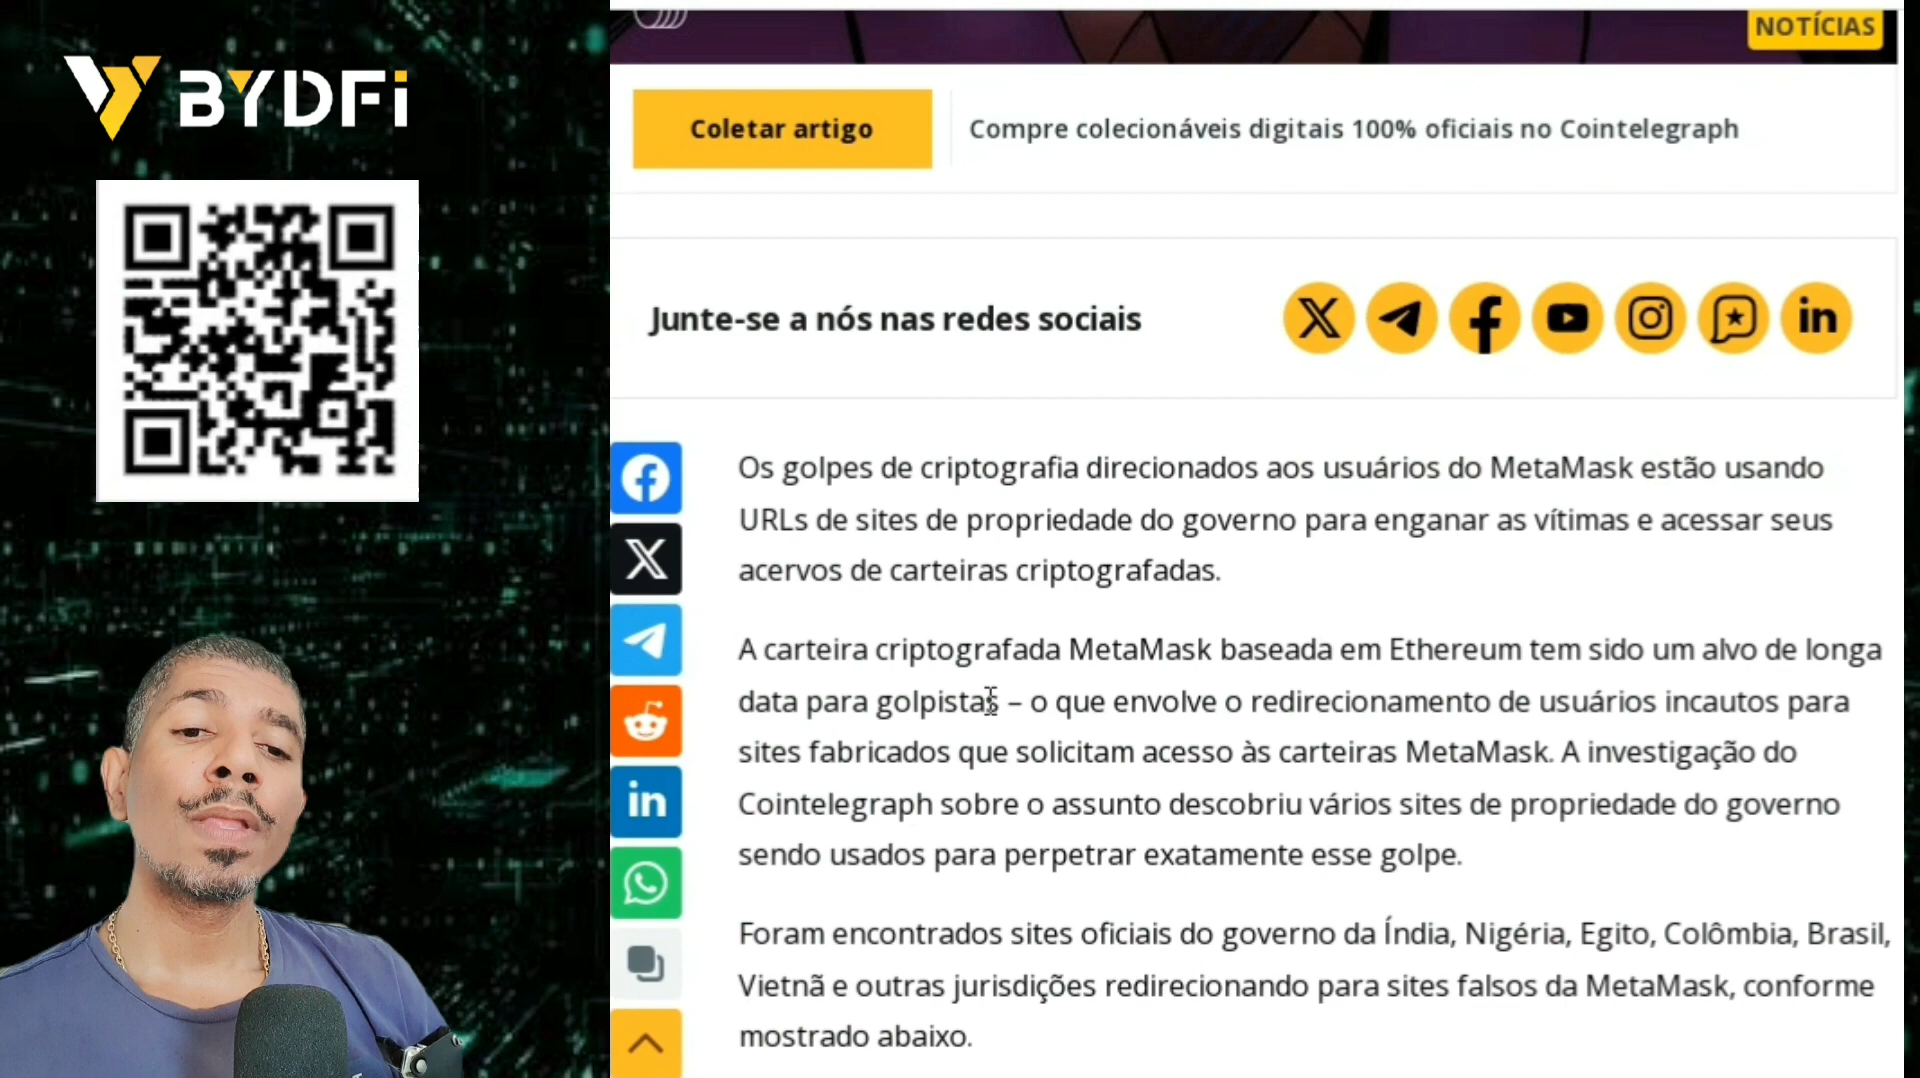 BYDFi
NOTÍCIAS
Coletar artigo
Compre colecionáveis digitais 100% oficiais no Cointelegraph
Junte-se a nós nas redes sociais
Os golpes de criptografia direcionados aos usuários do MetaMask estão usando
URLs de sites de propriedade do governo para enganar as vítimas e acessar seus
acervos de carteiras criptografadas.
A carteira criptografada MetaMask baseada em Ethereum tem sido um alvo de longa
data para golpistas – o que envolve o redirecionamento de usuários incautos para
sites fabricados que solicitam acesso às carteiras MetaMask. A investigação do
Cointelegraph sobre o assunto descobriu vários sites de propriedade do governo
sendo usados para perpetrar exatamente esse golpe.
Foram encontrados sites oficiais do governo da Índia, Nigéria, Egito, Colômbia, Brasil,
Vietnã e outras jurisdições redirecionando para sites falsos da MetaMask, conforme
mostrado abaixo.